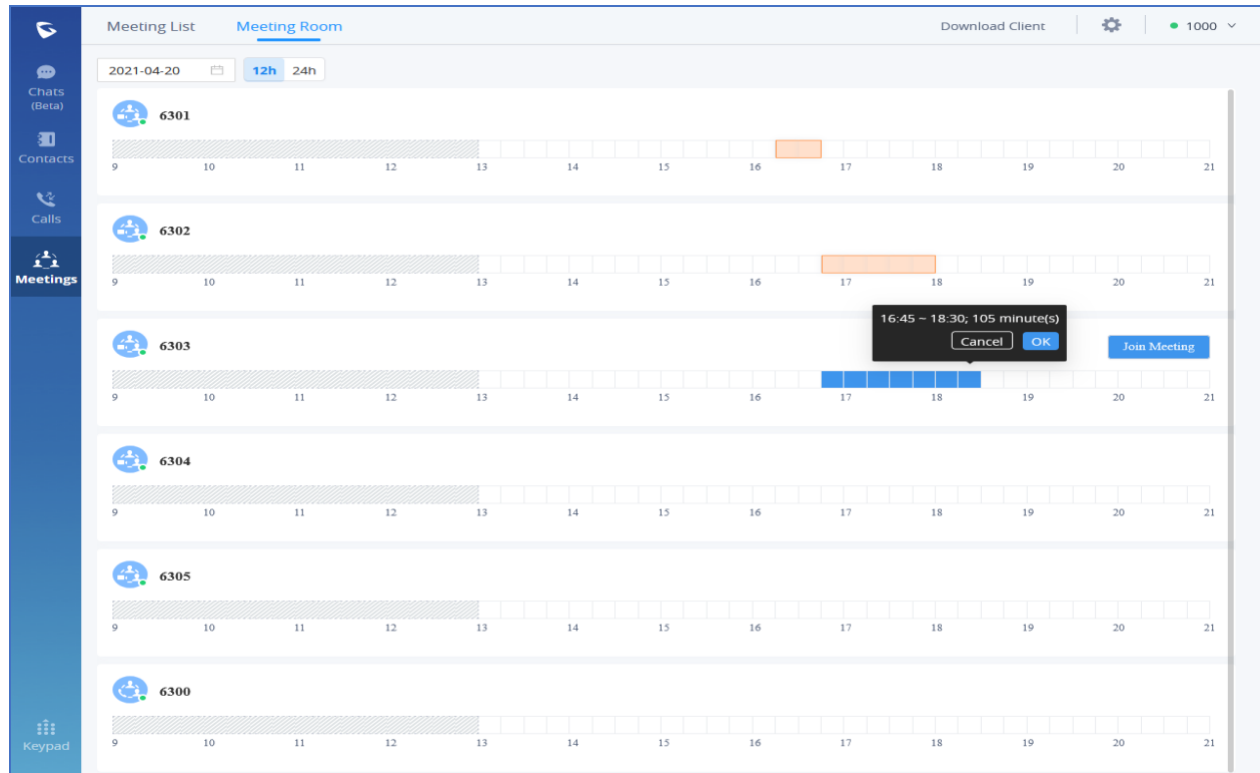 Meeting List Meeting Room Download Client 1000
2021-04-20 12h 24h
Chats
(Beta)
Contacts
Calls
Meetings
Keypad
6301
9 10 11 12 13 14 15 16 17 18 19 20 21
6302
9 10 11 12 13 14 15 16 17 18 19 20 21
16:45 ~ 18:30; 105 minute(s)
Cancel OK
6303 Join Meeting
9 10 11 12 13 14 15 16 17 18 19 20 21
6304
9 10 11 12 13 14 15 16 17 18 19 20 21
6305
9 10 11 12 13 14 15 16 17 18 19 20 21
6300
9 10 11 12 13 14 15 16 17 18 19 20 21